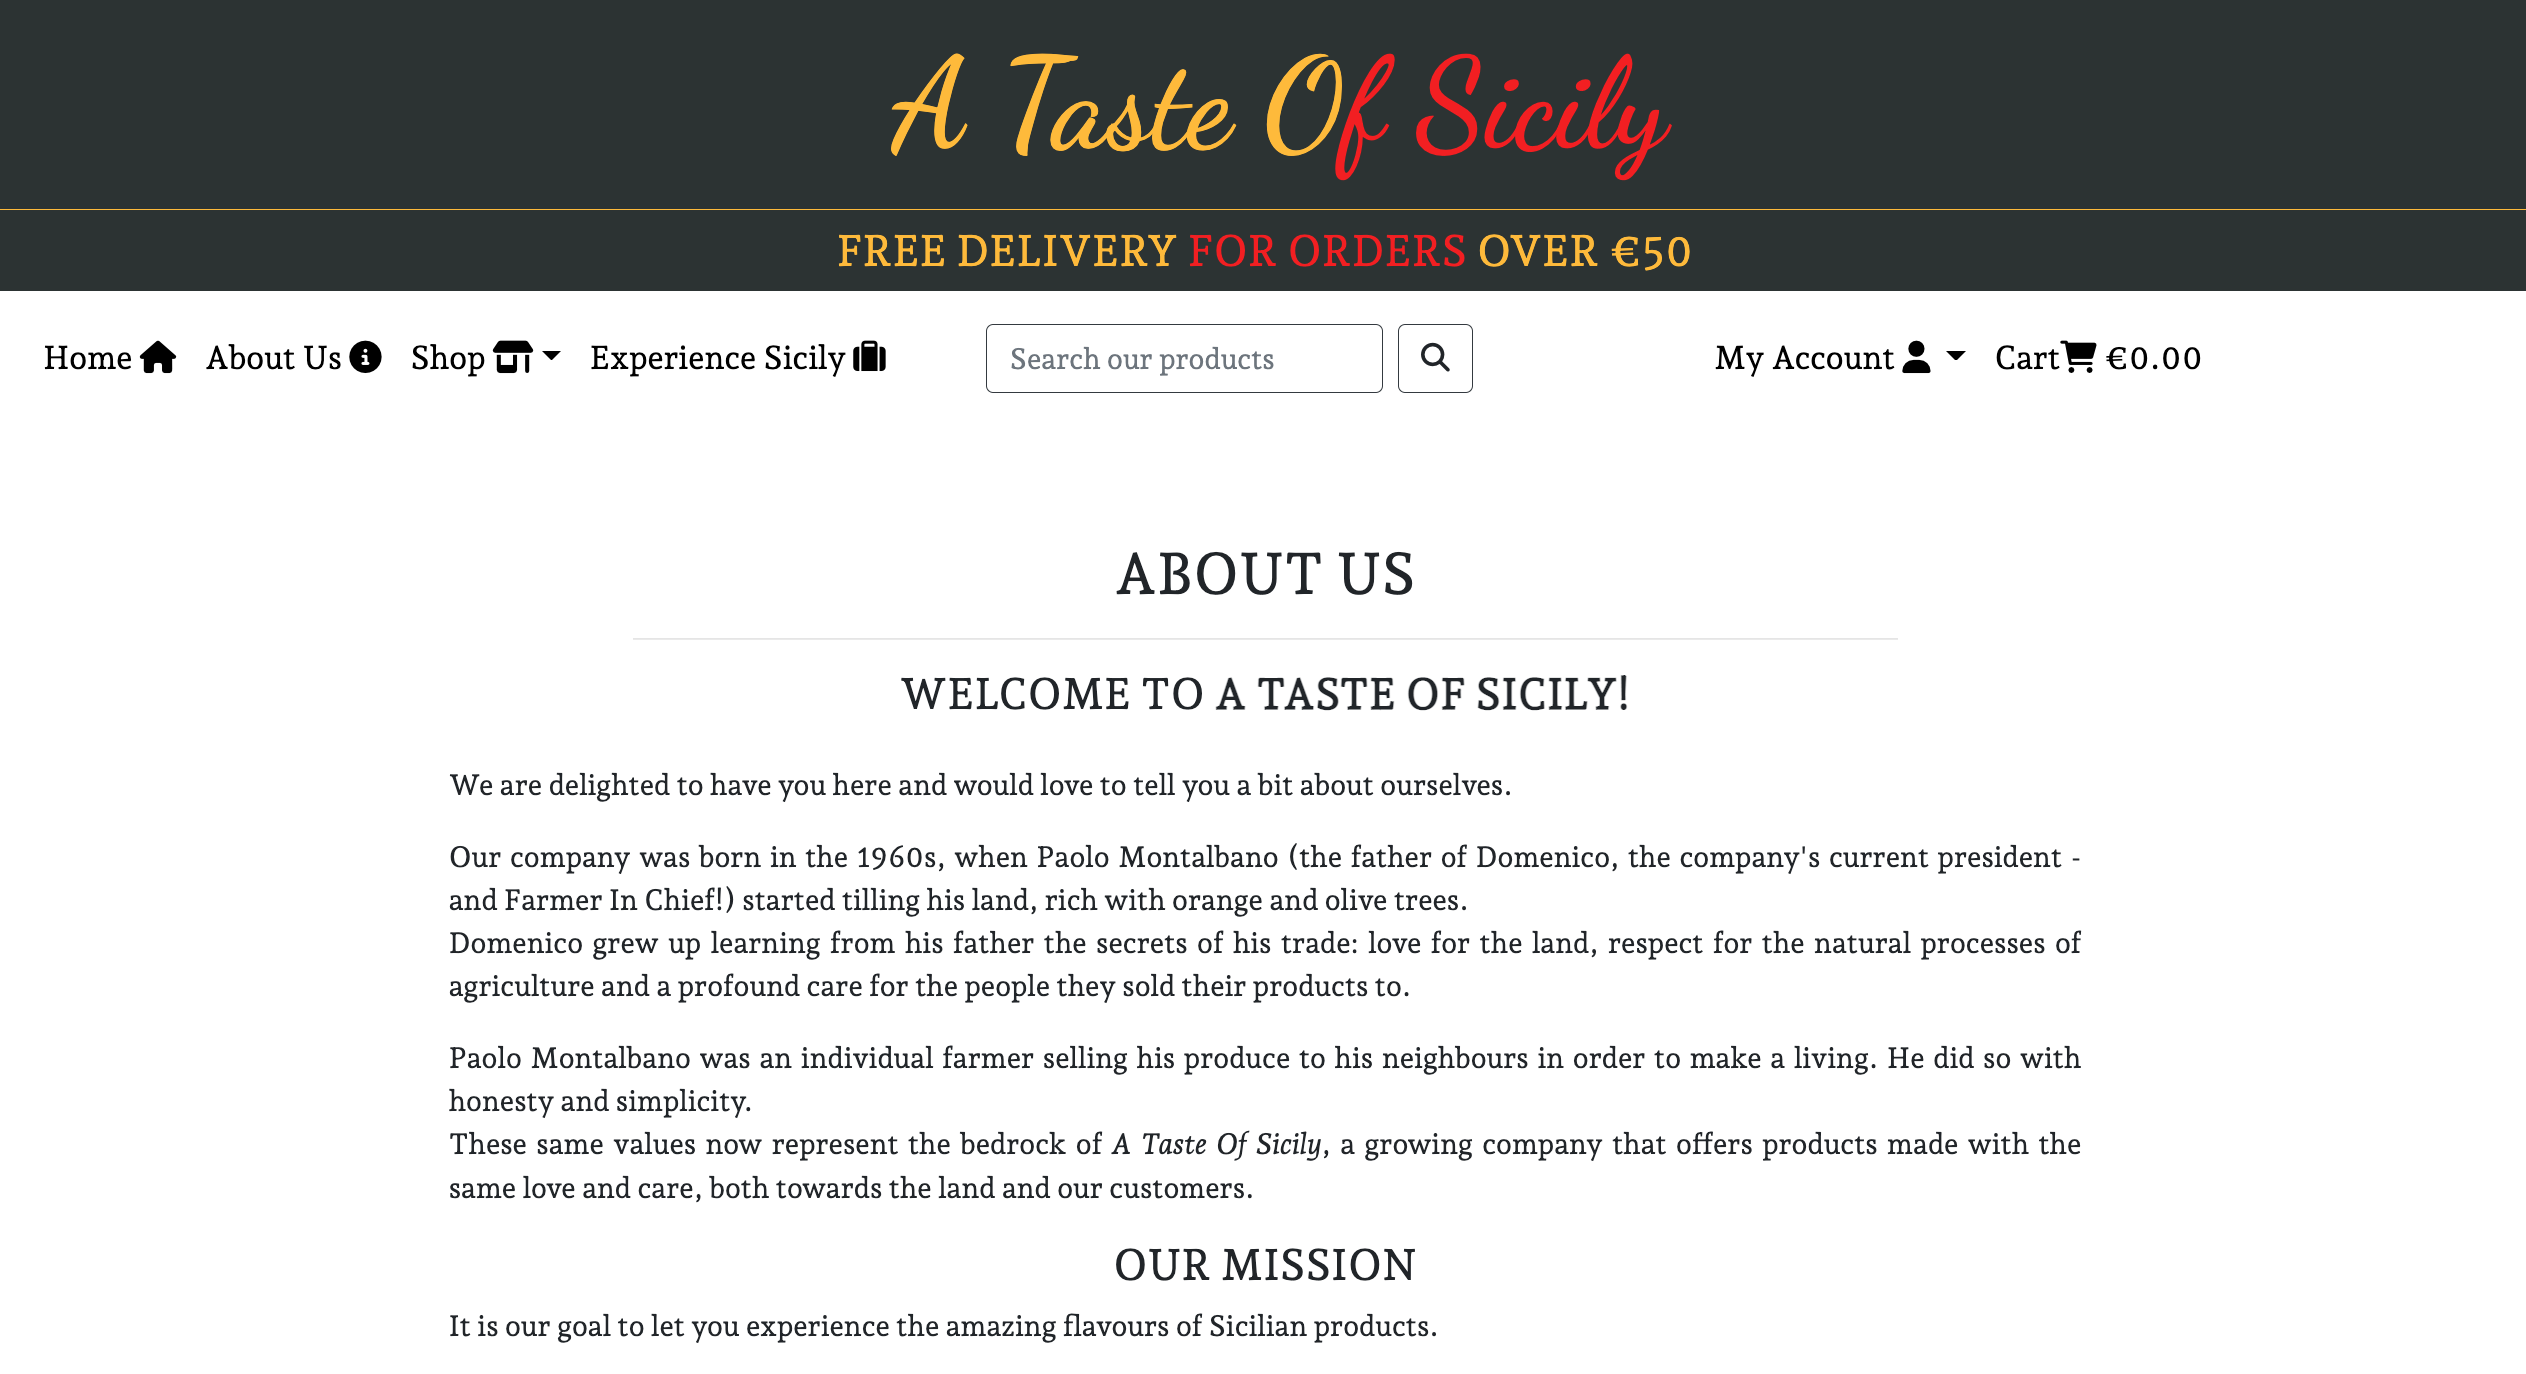 A Taste Of Sicily
FREE DELIVERY FOR ORDERS OVER €50
Home About Us Shop Experience Sicily Search our products My Account Cart €0.00
ABOUT US
WELCOME TO A TASTE OF SICILY!
We are delighted to have you here and would love to tell you a bit about ourselves.
Our company was born in the 1960s, when Paolo Montalbano (the father of Domenico, the company's current president -
and Farmer In Chief!) started tilling his land, rich with orange and olive trees.
Domenico grew up learning from his father the secrets of his trade: love for the land, respect for the natural processes of
agriculture and a profound care for the people they sold their products to.
Paolo Montalbano was an individual farmer selling his produce to his neighbours in order to make a living. He did so with
honesty and simplicity.
These same values now represent the bedrock of A Taste Of Sicily, a growing company that offers products made with the
same love and care, both towards the land and our customers.
OUR MISSION
It is our goal to let you experience the amazing flavours of Sicilian products.